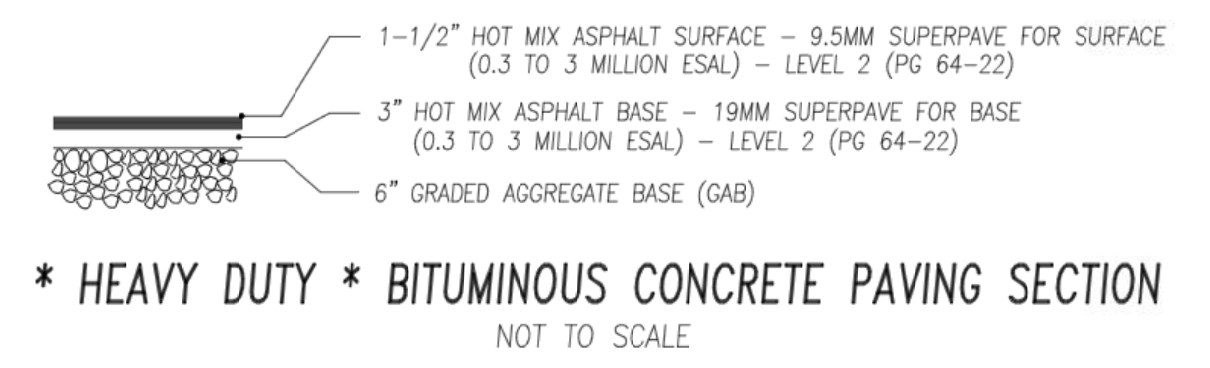 1-1/2" HOT MIX ASPHALT SURFACE - 9.5MM SUPERPAVE FOR SURFACE
(0.3 TO 3 MILLION ESAL) - LEVEL 2 (PG 64-22)
3" HOT MIX ASPHALT BASE - 19MM SUPERPAVE FOR BASE
(0.3 TO 3 MILLION ESAL) - LEVEL 2 (PG 64-22)
6" GRADED AGGREGATE BASE (GAB)
* HEAVY DUTY * BITUMINOUS CONCRETE PAVING SECTION
NOT TO SCALE